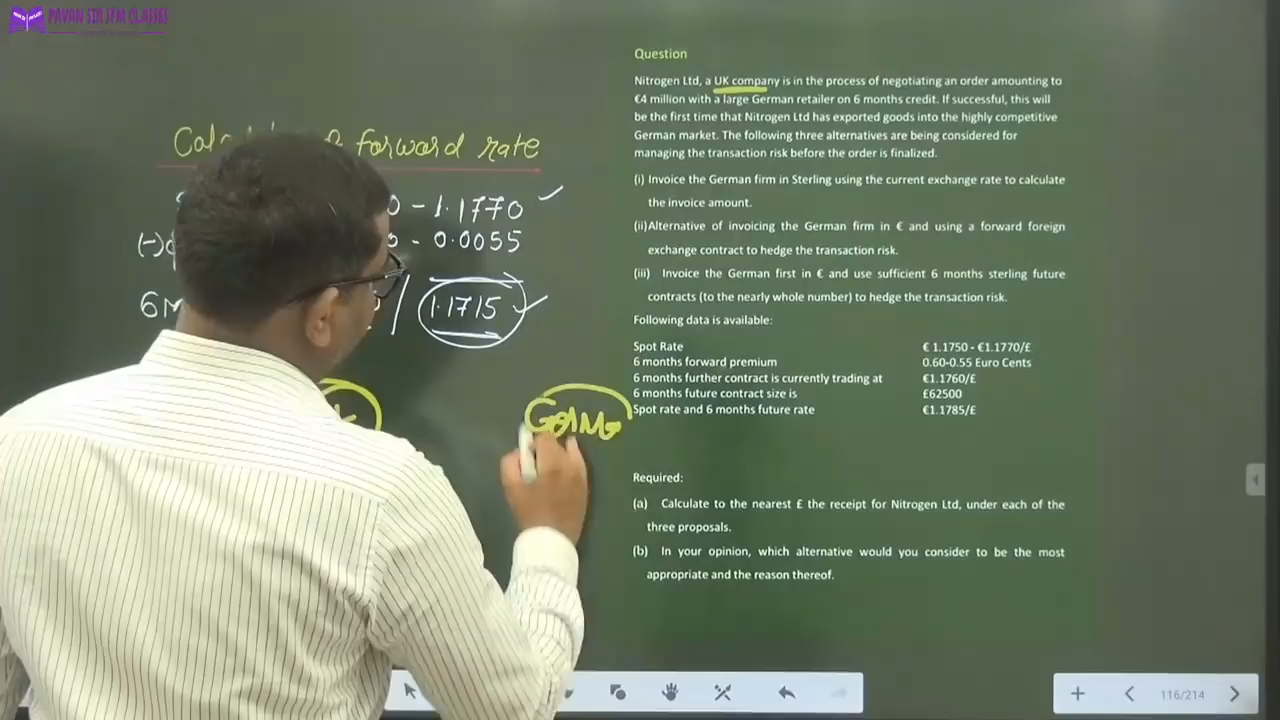 PAVAN SIR SFM CLASSES
forward rate
- 1.1770
(-)
- 0.0055
6M
1.1715
Question
Nitrogen Ltd, a UK company is in the process of negotiating an order amounting to
€4 million with a large German retailer on 6 months credit. If successful, this will
be the first time that Nitrogen Ltd has exported goods into the highly competitive
German market. The following three alternatives are being considered for
managing the transaction risk before the order is finalized.
(i) Invoice the German firm in Sterling using the current exchange rate to calculate
the invoice amount.
(ii)Alternative of invoicing the German firm in € and using a forward foreign
exchange contract to hedge the transaction risk.
(iii) Invoice the German first in € and use sufficient 6 months sterling future
contracts (to the nearly whole number) to hedge the transaction risk.
Following data is available:
Spot Rate € 1.1750 - €1.1770/£
6 months forward premium 0.60-0.55 Euro Cents
6 months further contract is currently trading at €1.1760/£
6 months future contract size is £62500
Spot rate and 6 months future rate €1.1785/£
Required:
(a) Calculate to the nearest £ the receipt for Nitrogen Ltd, under each of the
three proposals.
(b) In your opinion, which alternative would you consider to be the most
appropriate and the reason thereof.
116/214